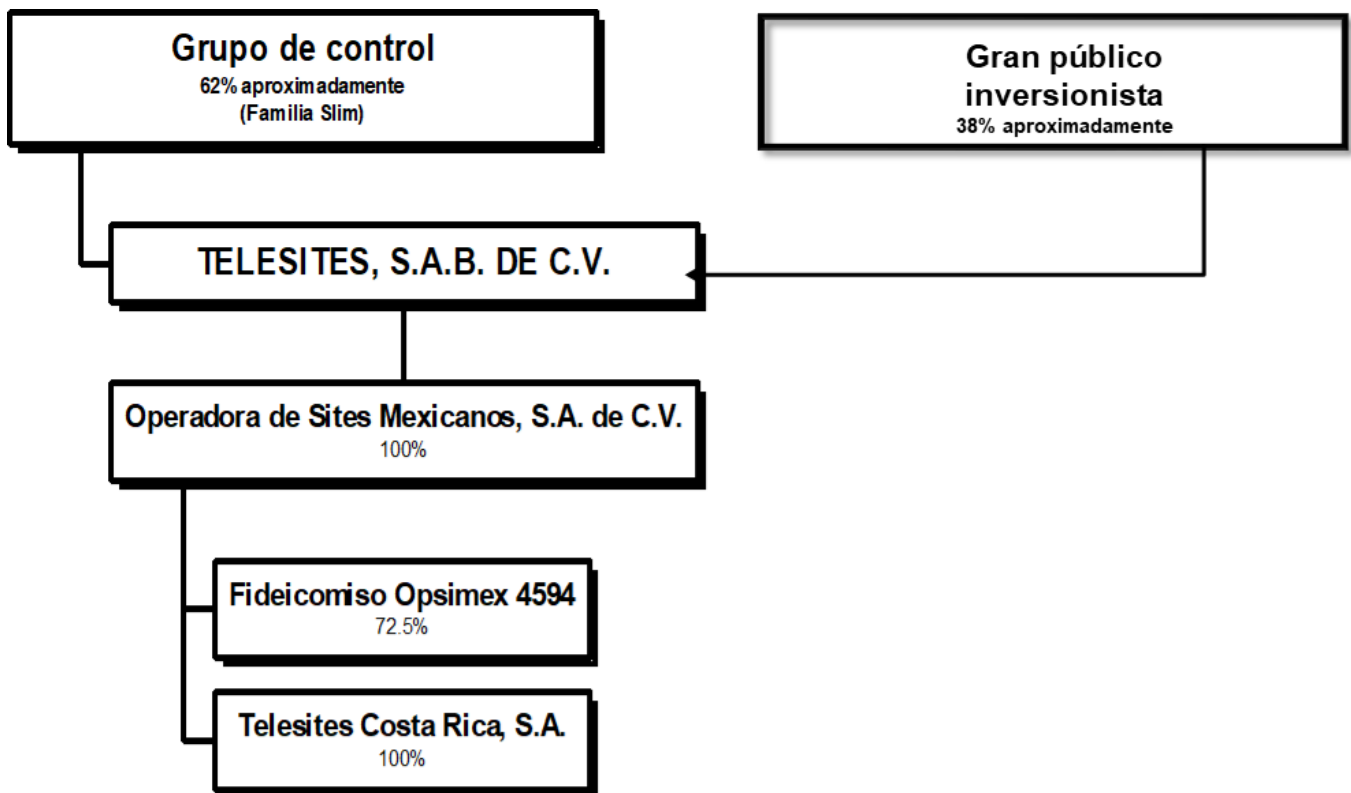 Grupo de control
62% aproximadamente
(Familia Slim)
Gran público
inversionista
38% aproximadamente
TELESITES, S.A.B. DE C.V.
Operadora de Sites Mexicanos, S.A. de C.V.
100%
Fideicomiso Opsimex 4594
72.5%
Telesites Costa Rica, S.A.
100%